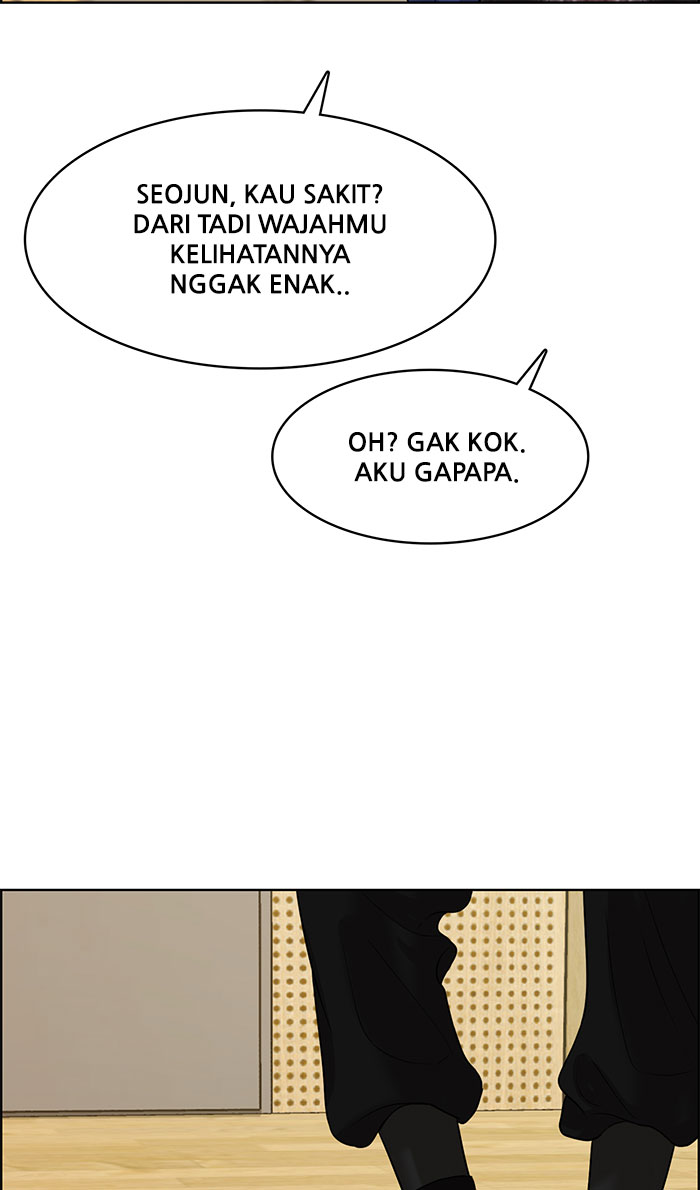 SEOJUN, KAU SAKIT?
DARI TADI WAJAHMU
KELIHATANNYA
NGGAK ENAK..
OH? GAK KOK.
AKU GAPAPA.